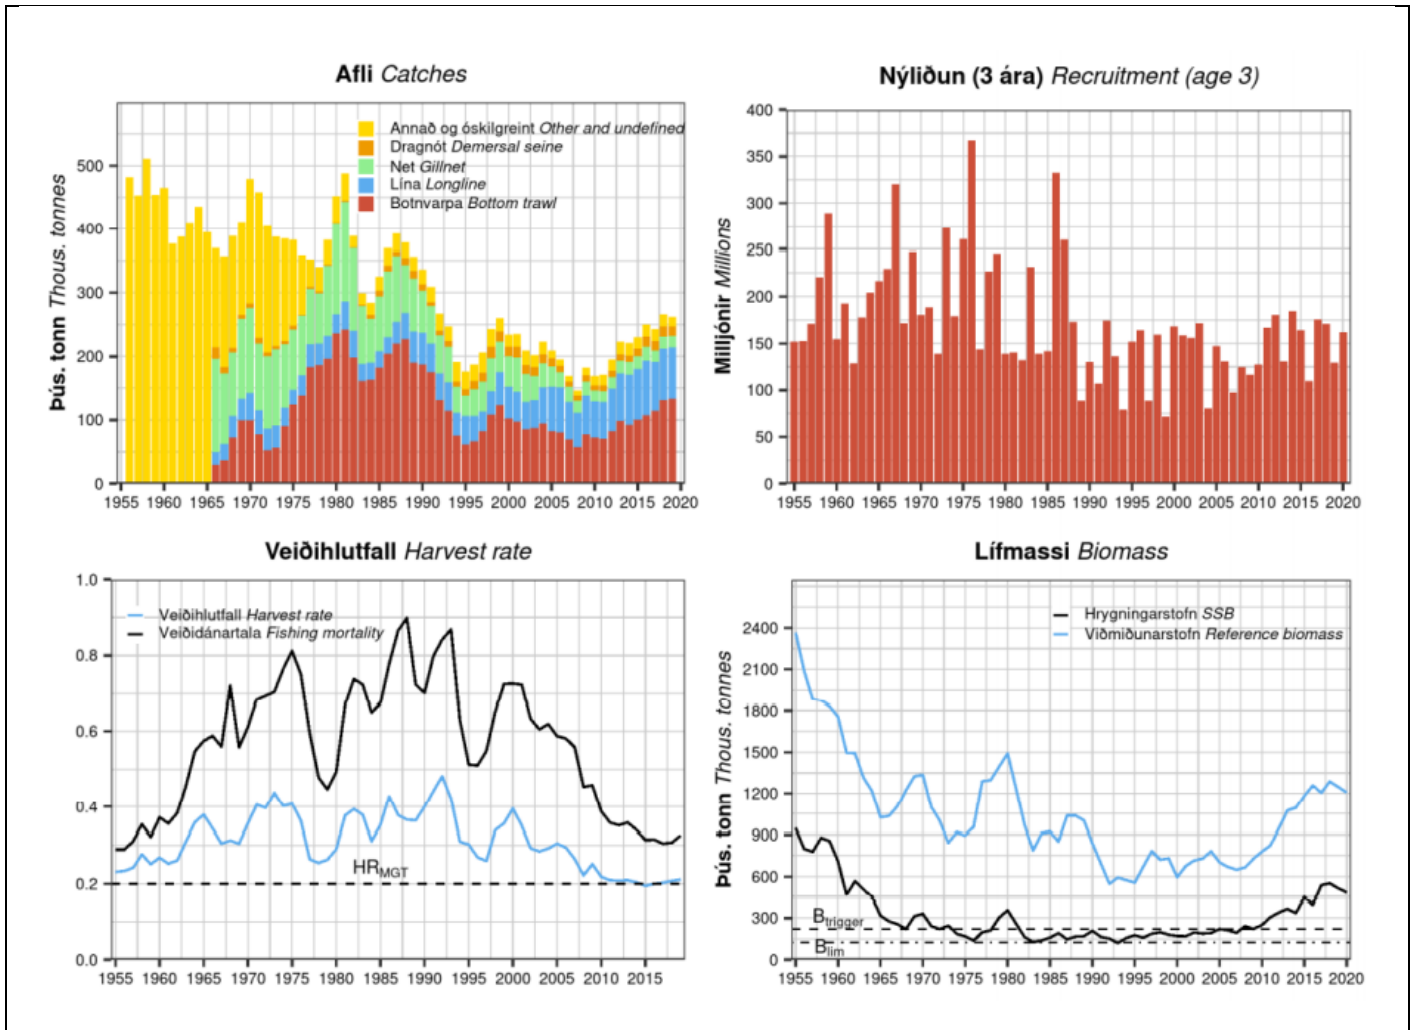 Afli Catches
Þús. tonn Thous. tonnes
500
400
300
200
100
0
Annað og óskilgreint Other and undefined
Dragnót Demersal seine
Net Gillnet
Lína Longline
Botnvarpa Bottom trawl
1955 1960 1965 1970 1975 1980 1985 1990 1995 2000 2005 2010 2015 2020
Nýliðun (3 ára) Recruitment (age 3)
Milljónir Millions
400
350
300
250
200
150
100
50
0
1955 1960 1965 1970 1975 1980 1985 1990 1995 2000 2005 2010 2015 2020
Veiðihlutfall Harvest rate
1.0
0.8
0.6
0.4
0.2
0.0
Veiðihlutfall Harvest rate
Veiðidánartala Fishing mortality
HRMGT
1955 1960 1965 1970 1975 1980 1985 1990 1995 2000 2005 2010 2015
Lífmassi Biomass
Þús. tonn Thous. tonnes
2400
2100
1800
1500
1200
900
600
300
0
Hrygningarstofn SSB
Viðmiðunarstofn Reference biomass
Btrigger
Blim
1955 1960 1965 1970 1975 1980 1985 1990 1995 2000 2005 2010 2015 2020